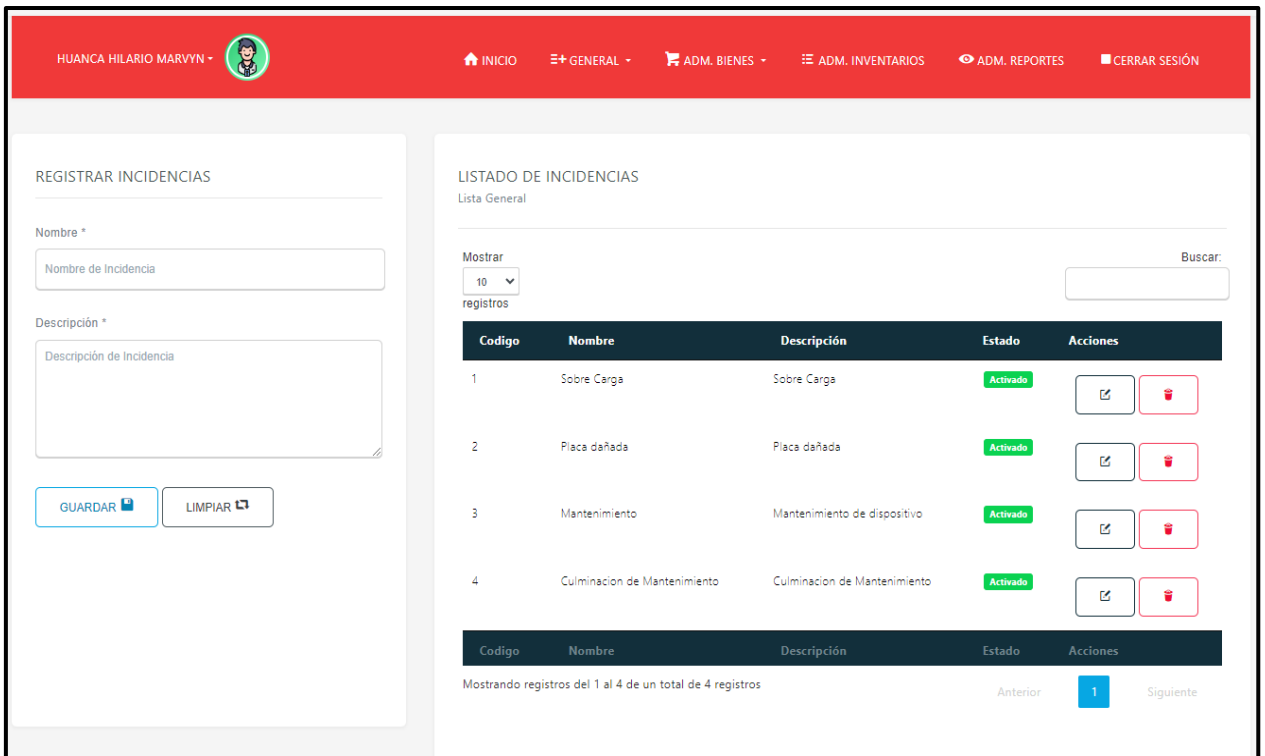 HUANCA HILARIO MARVYN
INICIO
GENERAL
ADM. BIENES
ADM. INVENTARIOS
ADM. REPORTES
CERRAR SESIÓN
REGISTRAR INCIDENCIAS
Nombre *
Nombre de Incidencia
Descripción *
Descripción de Incidencia
GUARDAR
LIMPIAR
LISTADO DE INCIDENCIAS
Lista General
Mostrar
10
registros
Buscar:
Codigo Nombre Descripción Estado Acciones
1 Sobre Carga Sobre Carga Activado
2 Placa dañada Placa dañada Activado
3 Mantenimiento Mantenimiento de dispositivo Activado
4 Culminacion de Mantenimiento Culminacion de Mantenimiento Activado
Codigo Nombre Descripción Estado Acciones
Mostrando registros del 1 al 4 de un total de 4 registros
Anterior 1 Siguiente